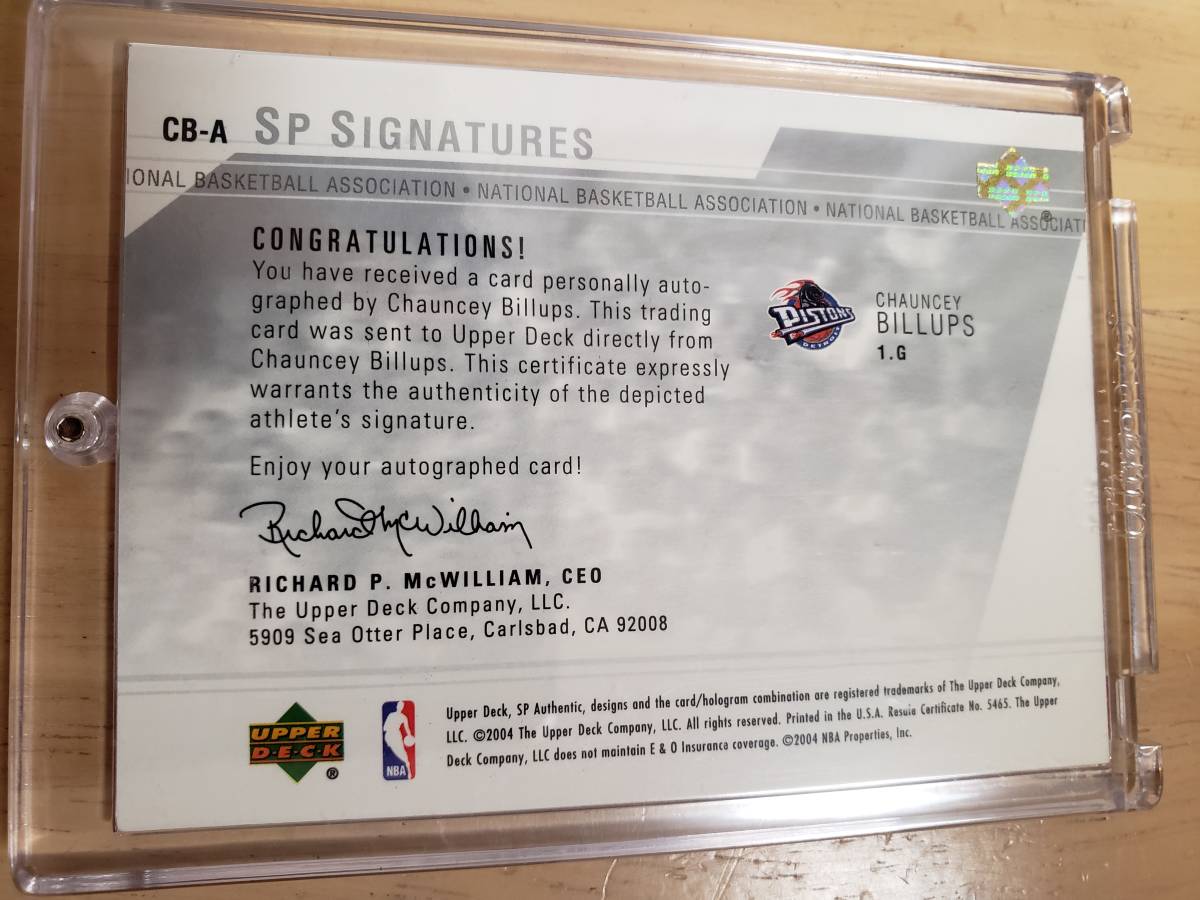 CB-A SP SIGNATURES
IONAL BASKETBALL ASSOCIATION • NATIONAL BASKETBALL ASSOCIATION • NATIONAL BASKETBALL ASSOCIATI
CONGRATULATIONS!
You have received a card personally auto-
graphed by Chauncey Billups. This trading
card was sent to Upper Deck directly from
Chauncey Billups. This certificate expressly
warrants the authenticity of the depicted
athlete's signature.
Enjoy your autographed card!
Richard McWilliam
RICHARD P. McWILLIAM, CEO
The Upper Deck Company, LLC.
5909 Sea Otter Place, Carlsbad, CA 92008
PISTONS
DETROIT
CHAUNCEY
BILLUPS
1.G
UPPER
D·E·C·K
®
NBA
Upper Deck, SP Authentic, designs and the card/hologram combination are registered trademarks of The Upper Deck Company,
LLC. ©2004 The Upper Deck Company, LLC. All rights reserved. Printed in the U.S.A. Resuia Certificate No. 5465. The Upper
Deck Company, LLC does not maintain E & O Insurance coverage. ©2004 NBA Properties, Inc.